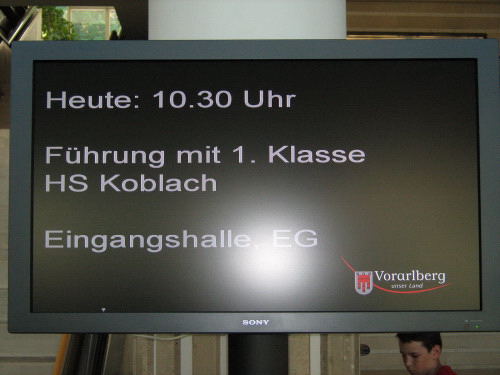 Heute: 10.30 Uhr
Führung mit 1. Klasse
HS Koblach
Eingangshalle, EG
Vorarlberg
unser Land
SONY